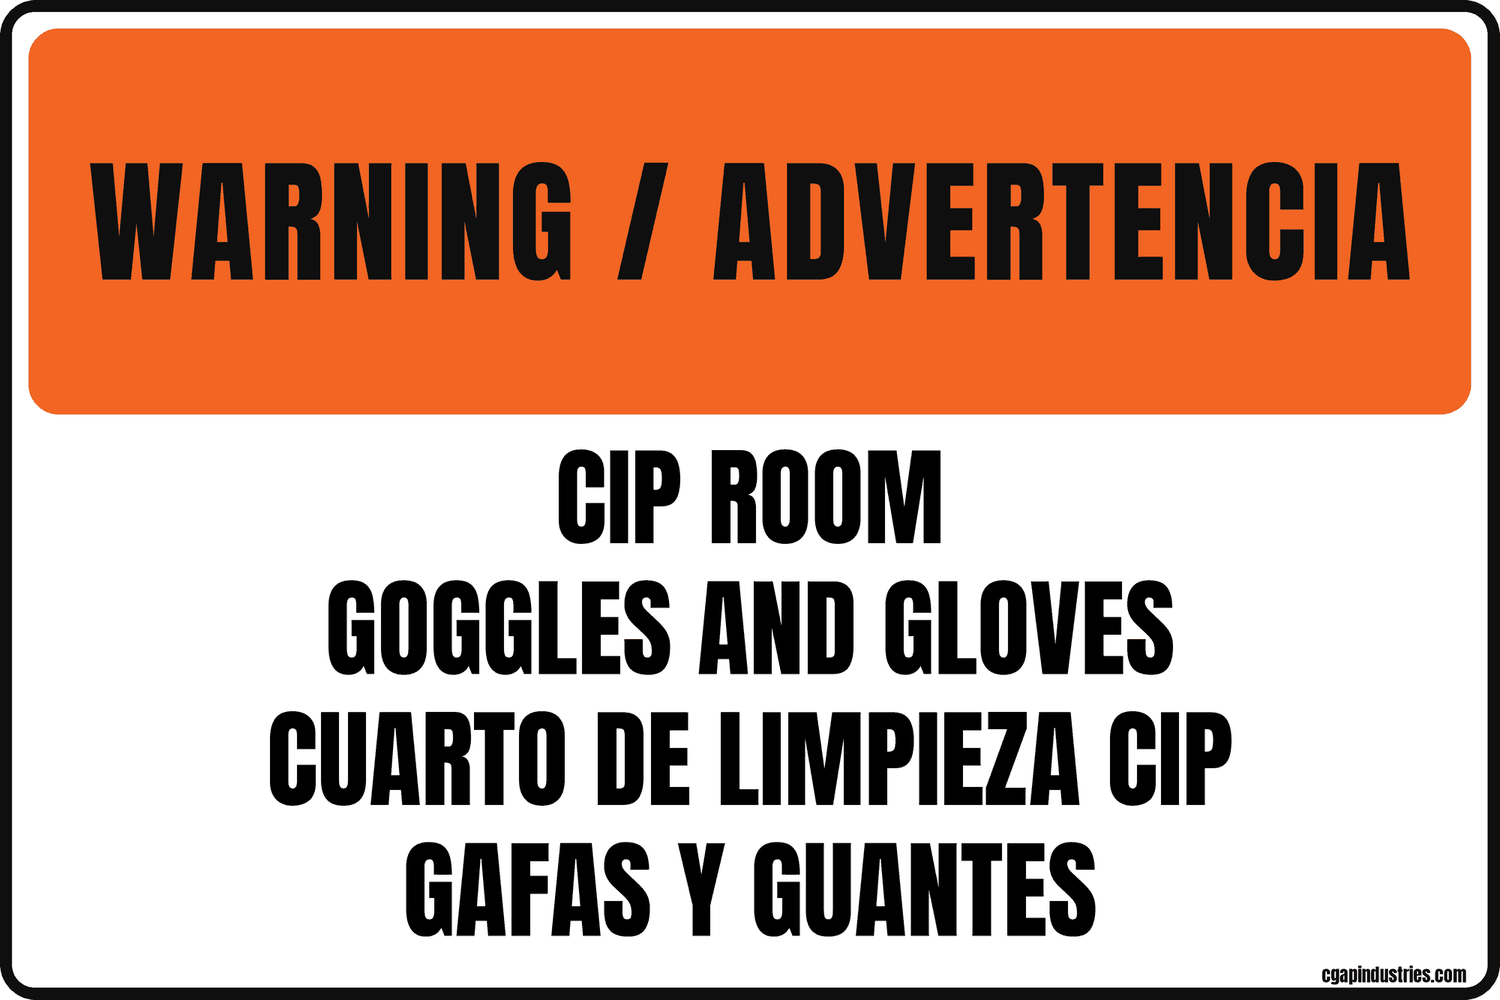 WARNING / ADVERTENCIA
CIP ROOM
GOGGLES AND GLOVES
CUARTO DE LIMPIEZA CIP
GAFAS Y GUANTES
cgapindustries.com